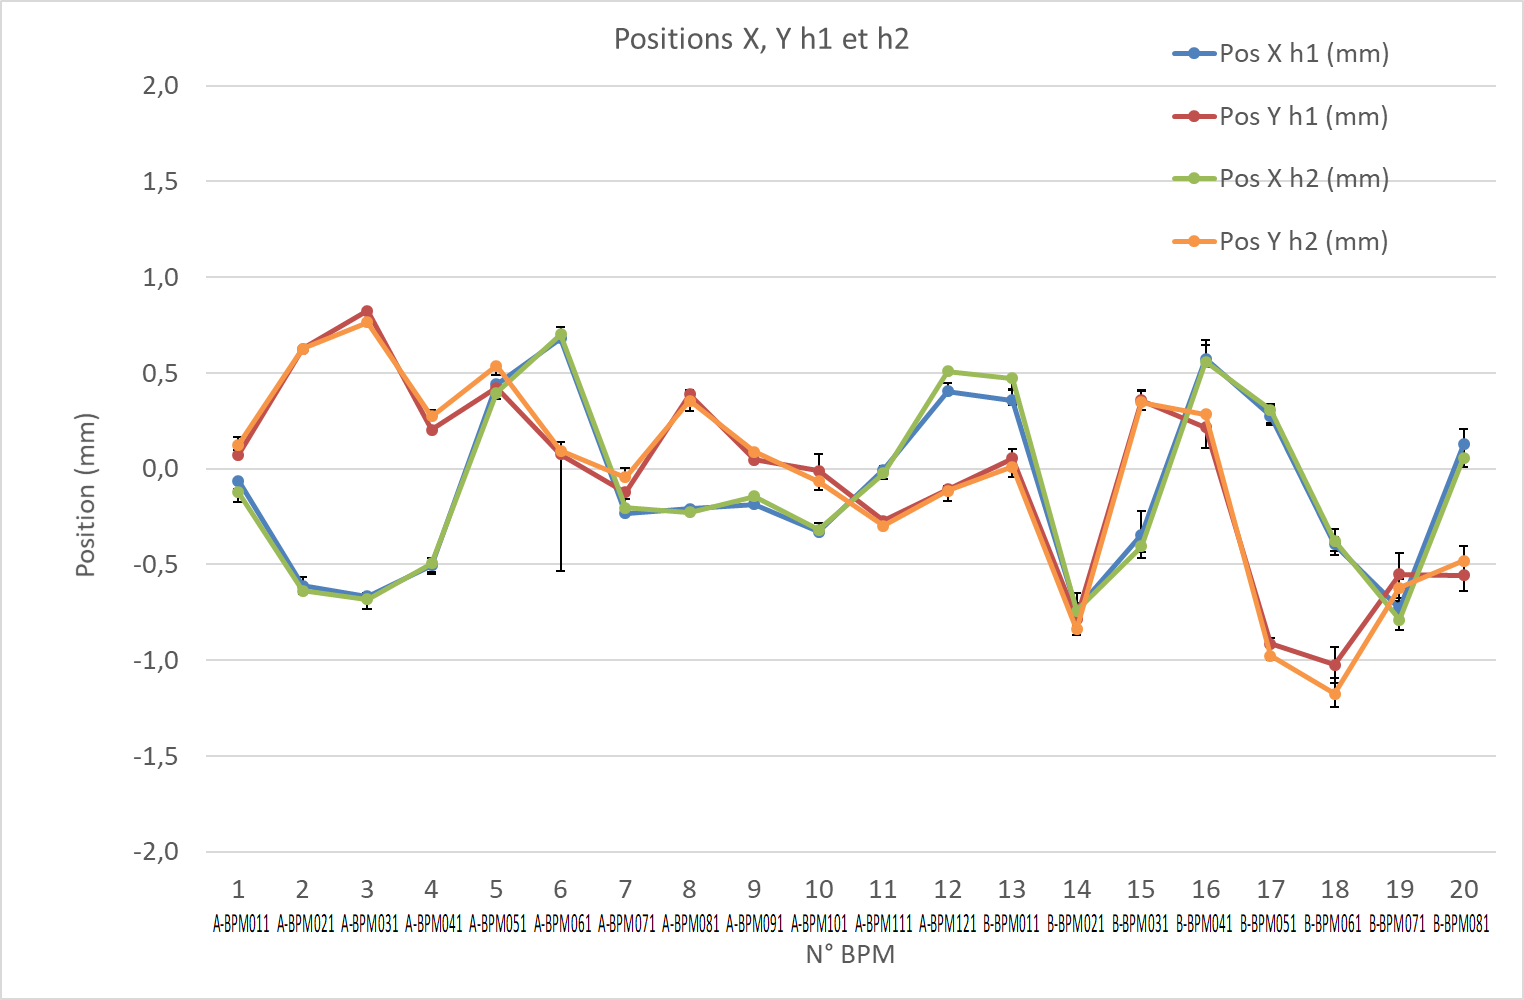 Positions X, Y h1 et h2
Pos X h1 (mm)
Pos Y h1 (mm)
Pos X h2 (mm)
Pos Y h2 (mm)
2,0
1,5
1,0
0,5
0,0
-0,5
-1,0
-1,5
-2,0
Position (mm)
1 2 3 4 5 6 7 8 9 10 11 12 13 14 15 16 17 18 19 20
A-BPM011 A-BPM021 A-BPM031 A-BPM041 A-BPM051 A-BPM061 A-BPM071 A-BPM081 A-BPM091 A-BPM101 A-BPM111 A-BPM121 B-BPM011 B-BPM021 B-BPM031 B-BPM041 B-BPM051 B-BPM061 B-BPM071 B-BPM081
N° BPM